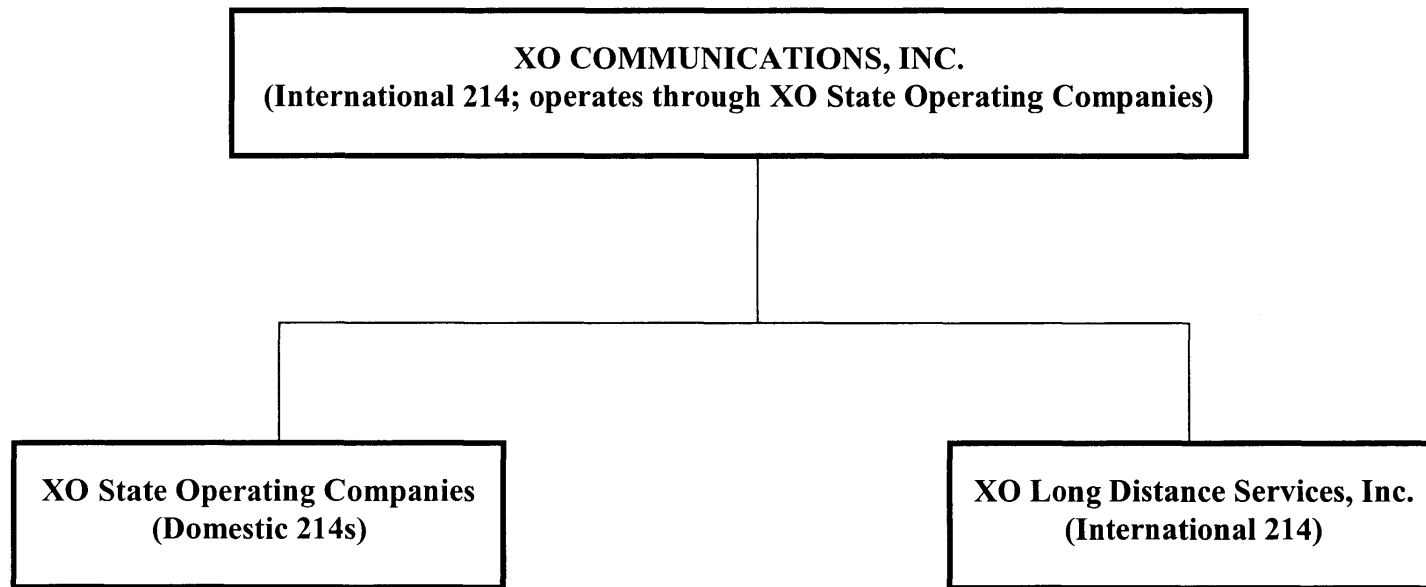 XO COMMUNICATIONS, INC.
(International 214; operates through XO State Operating Companies)
XO State Operating Companies
(Domestic 214s)
XO Long Distance Services, Inc.
(International 214)